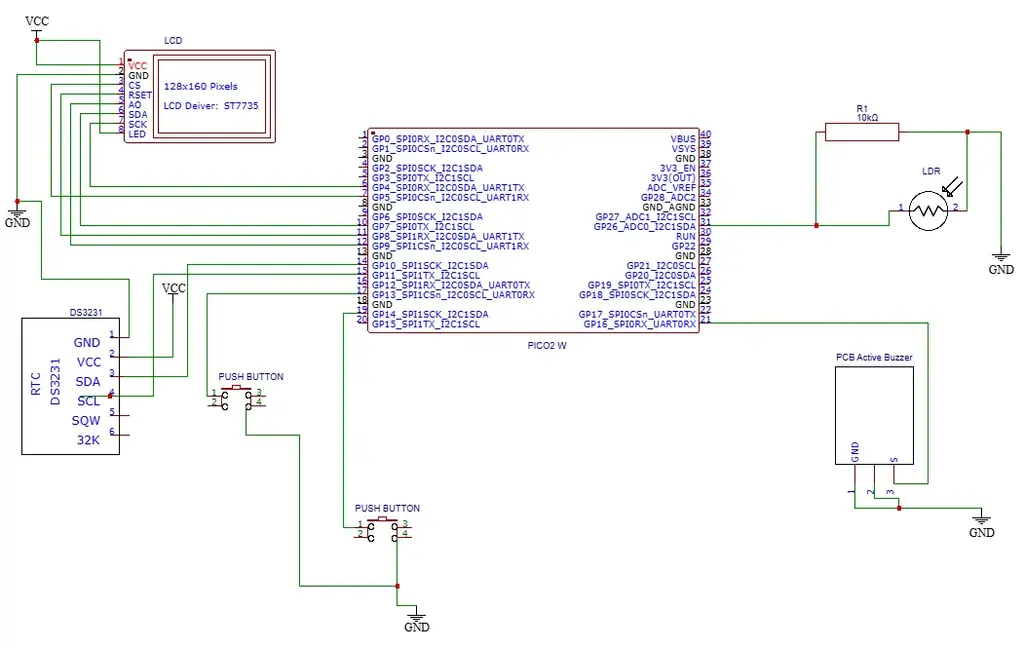 VCC
LCD
1 VCC
2 GND
3 CS
4 RSET
5 AO
6 SDA
7 SCK
8 LED
128x160 Pixels
LCD Deiver: ST7735
GND
1 GP0_SPI0RX_I2C0SDA_UART0TX
2 GP1_SPI0CSn_I2C0SCL_UART0RX
3 GND
4 GP2_SPI0SCK_I2C1SDA
5 GP3_SPI0TX_I2C1SCL
6 GP4_SPI0RX_I2C0SDA_UART1TX
7 GP5_SPI0CSn_I2C0SCL_UART1RX
8 GND
9 GP6_SPI0SCK_I2C1SDA
10 GP7_SPI0TX_I2C1SCL
11 GP8_SPI1RX_I2C0SDA_UART1TX
12 GP9_SPI1CSn_I2C0SCL_UART1RX
13 GND
14 GP10_SPI1SCK_I2C1SDA
15 GP11_SPI1TX_I2C1SCL
16 GP12_SPI1RX_I2C0SDA_UART0TX
17 GP13_SPI1CSn_I2C0SCL_UART0RX
18 GND
19 GP14_SPI1SCK_I2C1SDA
20 GP15_SPI1TX_I2C1SCL
VBUS 40
VSYS 39
GND 38
3V3_EN 37
3V3(OUT) 36
ADC_VREF 35
GP28_ADC2 34
GND_AGND 33
GP27_ADC1_I2C1SCL 32
GP26_ADC0_I2C1SDA 31
RUN 30
GP22 29
GND 28
GP21_I2C0SCL 27
GP20_I2C0SDA 26
GP19_SPI0TX_I2C1SCL 25
GP18_SPI0SCK_I2C1SDA 24
GND 23
GP17_SPI0CSn_UART0TX 22
GP16_SPI0RX_UART0RX 21
PICO2 W
R1
10kΩ
LDR
1
2
GND
VCC
DS3231
RTC
DS3231
GND 1
VCC 2
SDA 3
SCL 4
SQW 5
32K 6
PUSH BUTTON
1 3
2 4
PCB Active Buzzer
GND
S
1
2
3
GND
PUSH BUTTON
1 3
2 4
GND